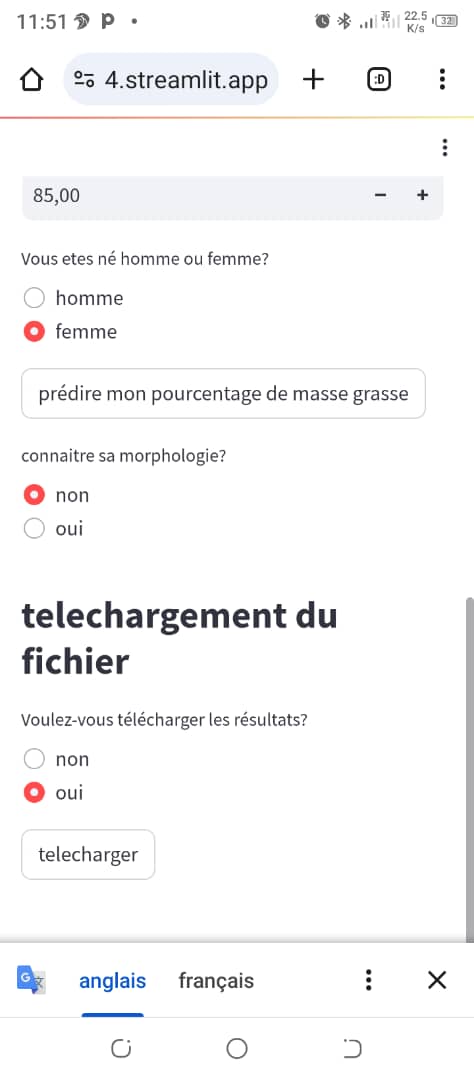 11:51
22.5
K/s
32
4.streamlit.app
:D
85,00
Vous etes né homme ou femme?
homme
femme
prédire mon pourcentage de masse grasse
connaitre sa morphologie?
non
oui
telechargement du
fichier
Voulez-vous télécharger les résultats?
non
oui
telecharger
anglais français